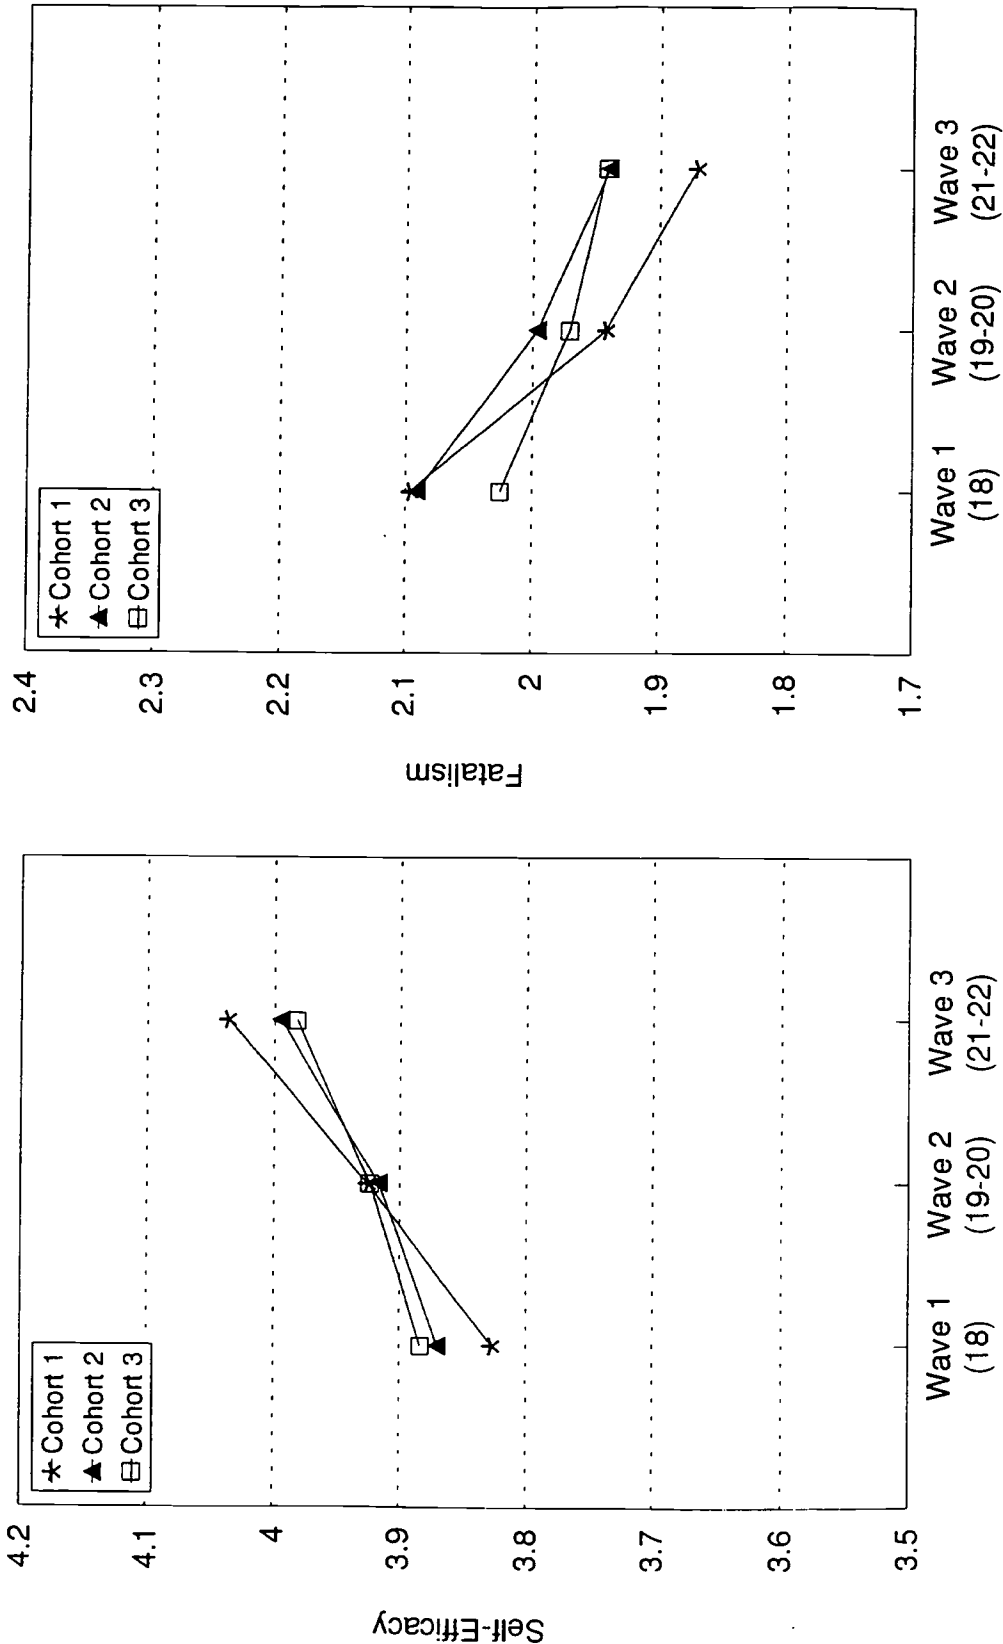 Self-Efficacy
4.2
4.1
4
3.9
3.8
3.7
3.6
3.5
Cohort 1
Cohort 2
Cohort 3
Wave 1
(18)
Wave 2
(19-20)
Wave 3
(21-22)
Fatalism
2.4
2.3
2.2
2.1
2
1.9
1.8
1.7
Cohort 1
Cohort 2
Cohort 3
Wave 1
(18)
Wave 2
(19-20)
Wave 3
(21-22)